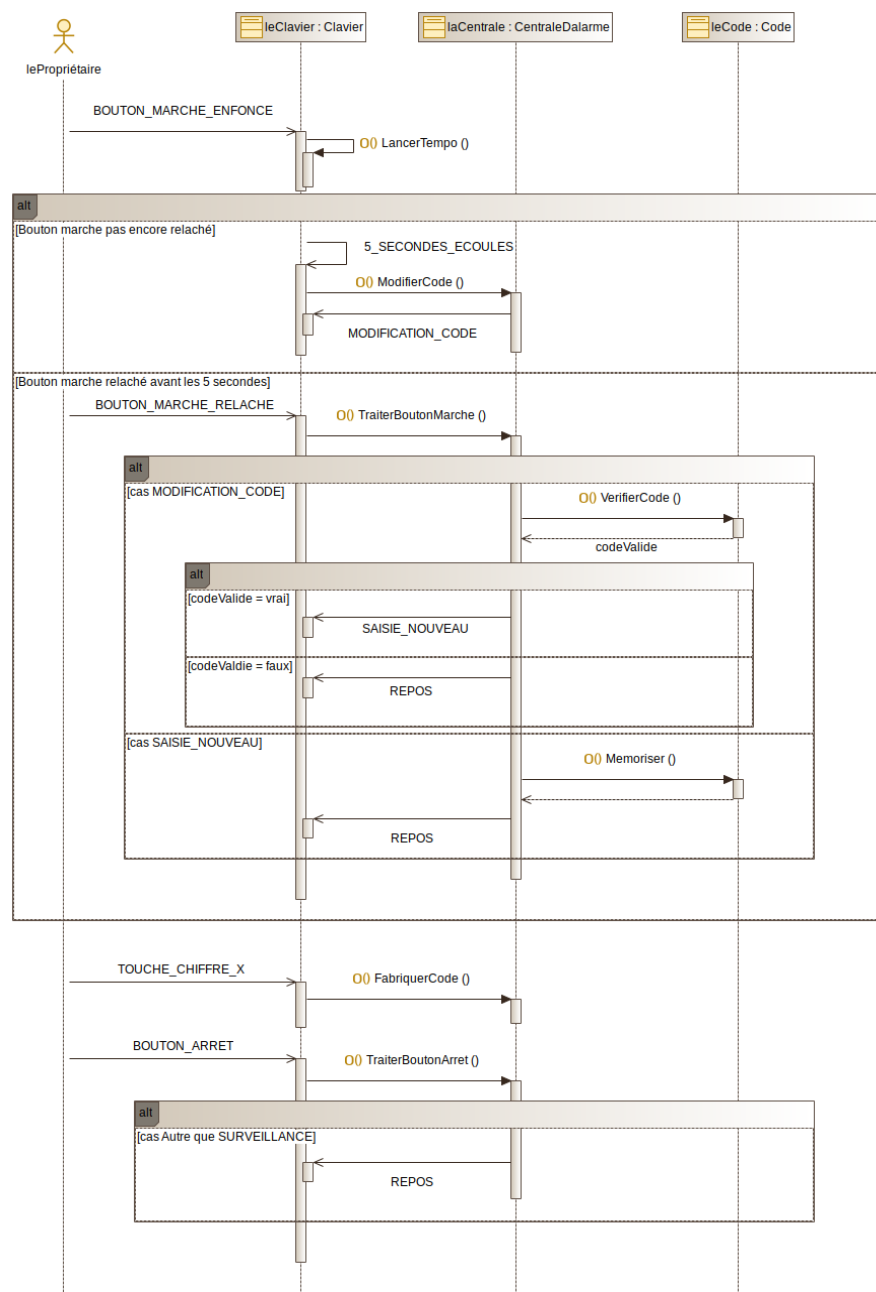 leClavier : Clavier
laCentrale : CentraleDalarme
leCode : Code
lePropriétaire
BOUTON_MARCHE_ENFONCE
O() LancerTempo ()
alt
[Bouton marche pas encore relaché]
5_SECONDES_ECOULES
O() ModifierCode ()
MODIFICATION_CODE
[Bouton marche relaché avant les 5 secondes]
BOUTON_MARCHE_RELACHE
O() TraiterBoutonMarche ()
alt
[cas MODIFICATION_CODE]
O() VerifierCode ()
codeValide
alt
[codeValide = vrai]
SAISIE_NOUVEAU
[codeValdie = faux]
REPOS
[cas SAISIE_NOUVEAU]
O() Memoriser ()
REPOS
TOUCHE_CHIFFRE_X
O() FabriquerCode ()
BOUTON_ARRET
O() TraiterBoutonArret ()
alt
[cas Autre que SURVEILLANCE]
REPOS